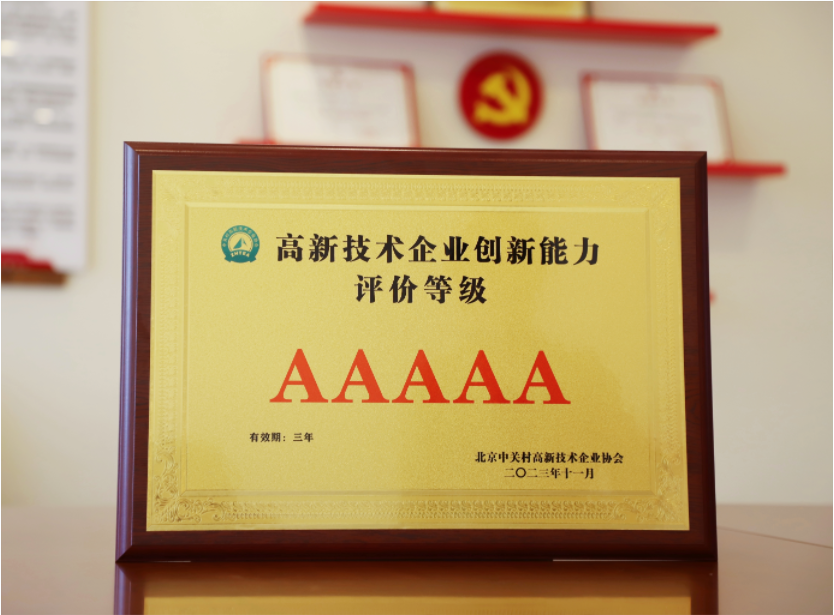 高新技术企业创新能力
评价等级
AAAAA
有效期：三年
北京中关村高新技术企业协会
二〇二三年十一月